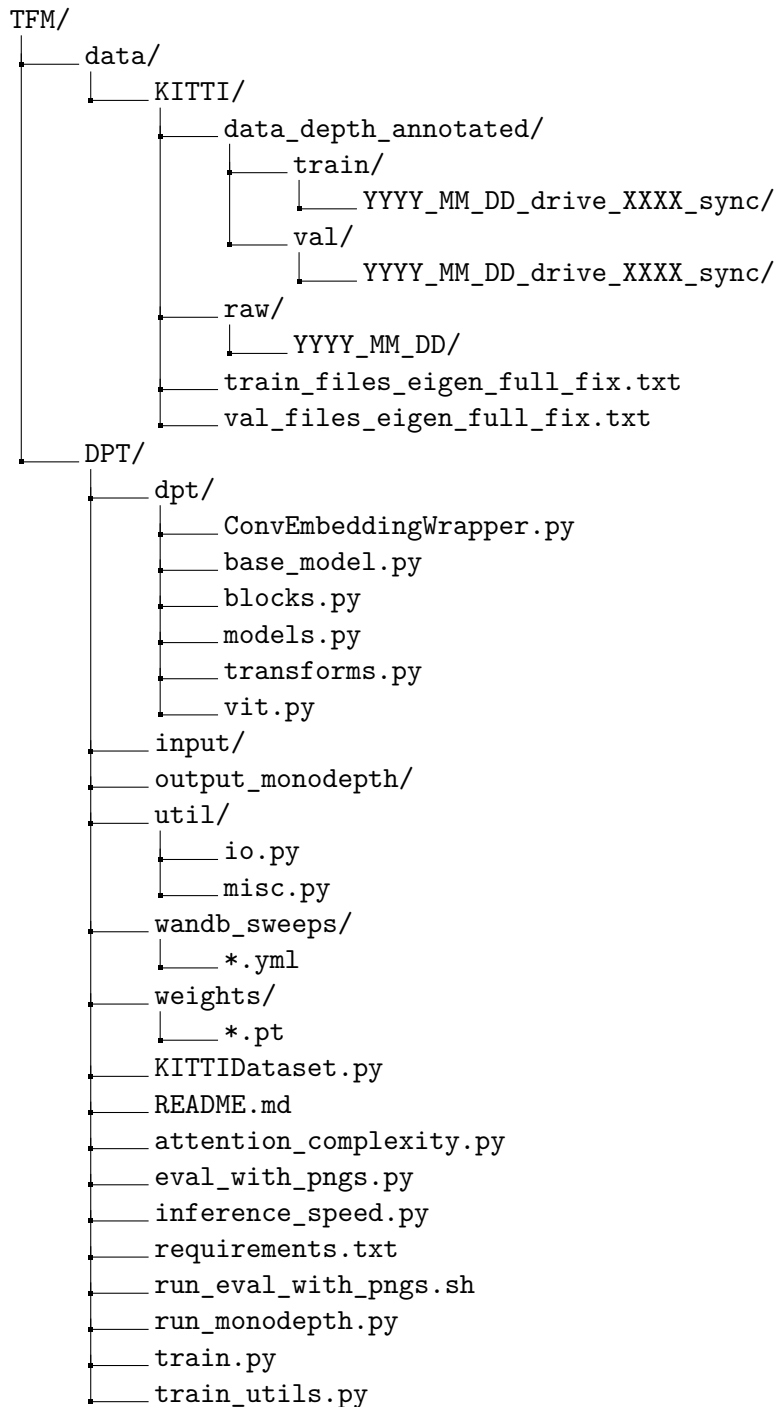 TFM/
data/
KITTI/
data_depth_annotated/
train/
YYYY_MM_DD_drive_XXXX_sync/
val/
YYYY_MM_DD_drive_XXXX_sync/
raw/
YYYY_MM_DD/
train_files_eigen_full_fix.txt
val_files_eigen_full_fix.txt
DPT/
dpt/
ConvEmbeddingWrapper.py
base_model.py
blocks.py
models.py
transforms.py
vit.py
input/
output_monodepth/
util/
io.py
misc.py
wandb_sweeps/
*.yml
weights/
*.pt
KITTIDataset.py
README.md
attention_complexity.py
eval_with_pngs.py
inference_speed.py
requirements.txt
run_eval_with_pngs.sh
run_monodepth.py
train.py
train_utils.py